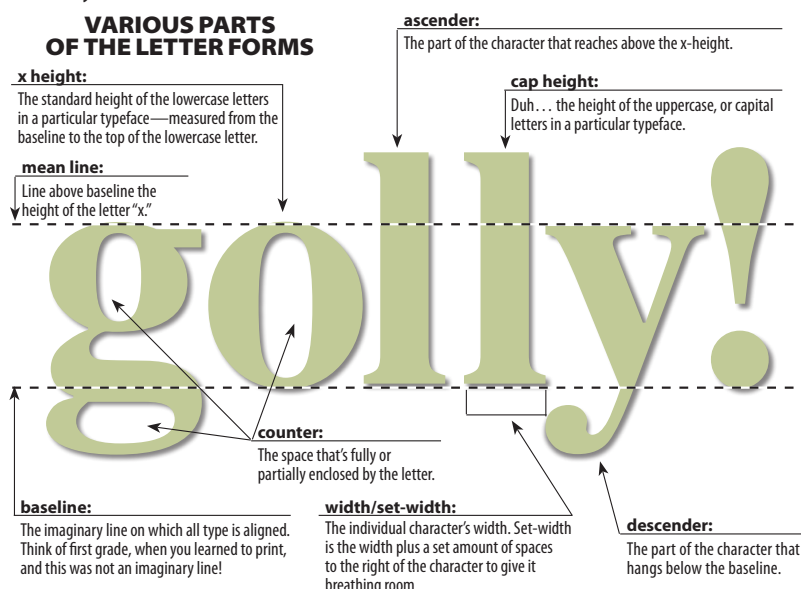 VARIOUS PARTS
OF THE LETTER FORMS
x height:
The standard height of the lowercase letters
in a particular typeface—measured from the
baseline to the top of the lowercase letter.
mean line:
Line above baseline the
height of the letter “x.”
ascender:
The part of the character that reaches above the x-height.
cap height:
Duh… the height of the uppercase, or capital
letters in a particular typeface.
golly!
counter:
The space that’s fully or
partially enclosed by the letter.
baseline:
The imaginary line on which all type is aligned.
Think of first grade, when you learned to print,
and this was not an imaginary line!
width/set-width:
The individual character’s width. Set-width
is the width plus a set amount of spaces
to the right of the character to give it
breathing room
descender:
The part of the character that
hangs below the baseline.